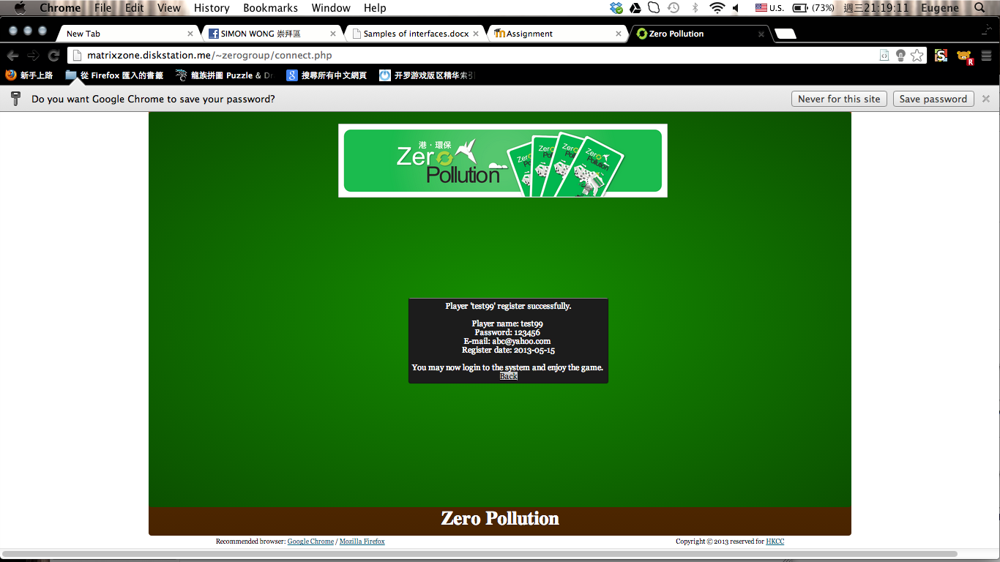 Chrome File Edit View History Bookmarks Window Help U.S. (73%) 週三21:19:11 Eugene
New Tab SIMON WONG 崇拜區 Samples of interfaces.docx Assignment Zero Pollution
matrixzone.diskstation.me/~zerogroup/connect.php
新手上路 從 Firefox 匯入的書籤 龍族拼圖 Puzzle & Dr 搜尋所有中文網頁 开罗游戏版区精华索引
Do you want Google Chrome to save your password? Never for this site Save password
港・環保
Zero
Pollution
Zero
Zero
Zero
Zero
Pollution
Player 'test99' register successfully.
Player name: test99
Password: 123456
E-mail: abc@yahoo.com
Register date: 2013-05-15
You may now login to the system and enjoy the game.
Back
Zero Pollution
Recommended browser: Google Chrome / Mozilla Firefox Copyright © 2013 reserved for HKCC